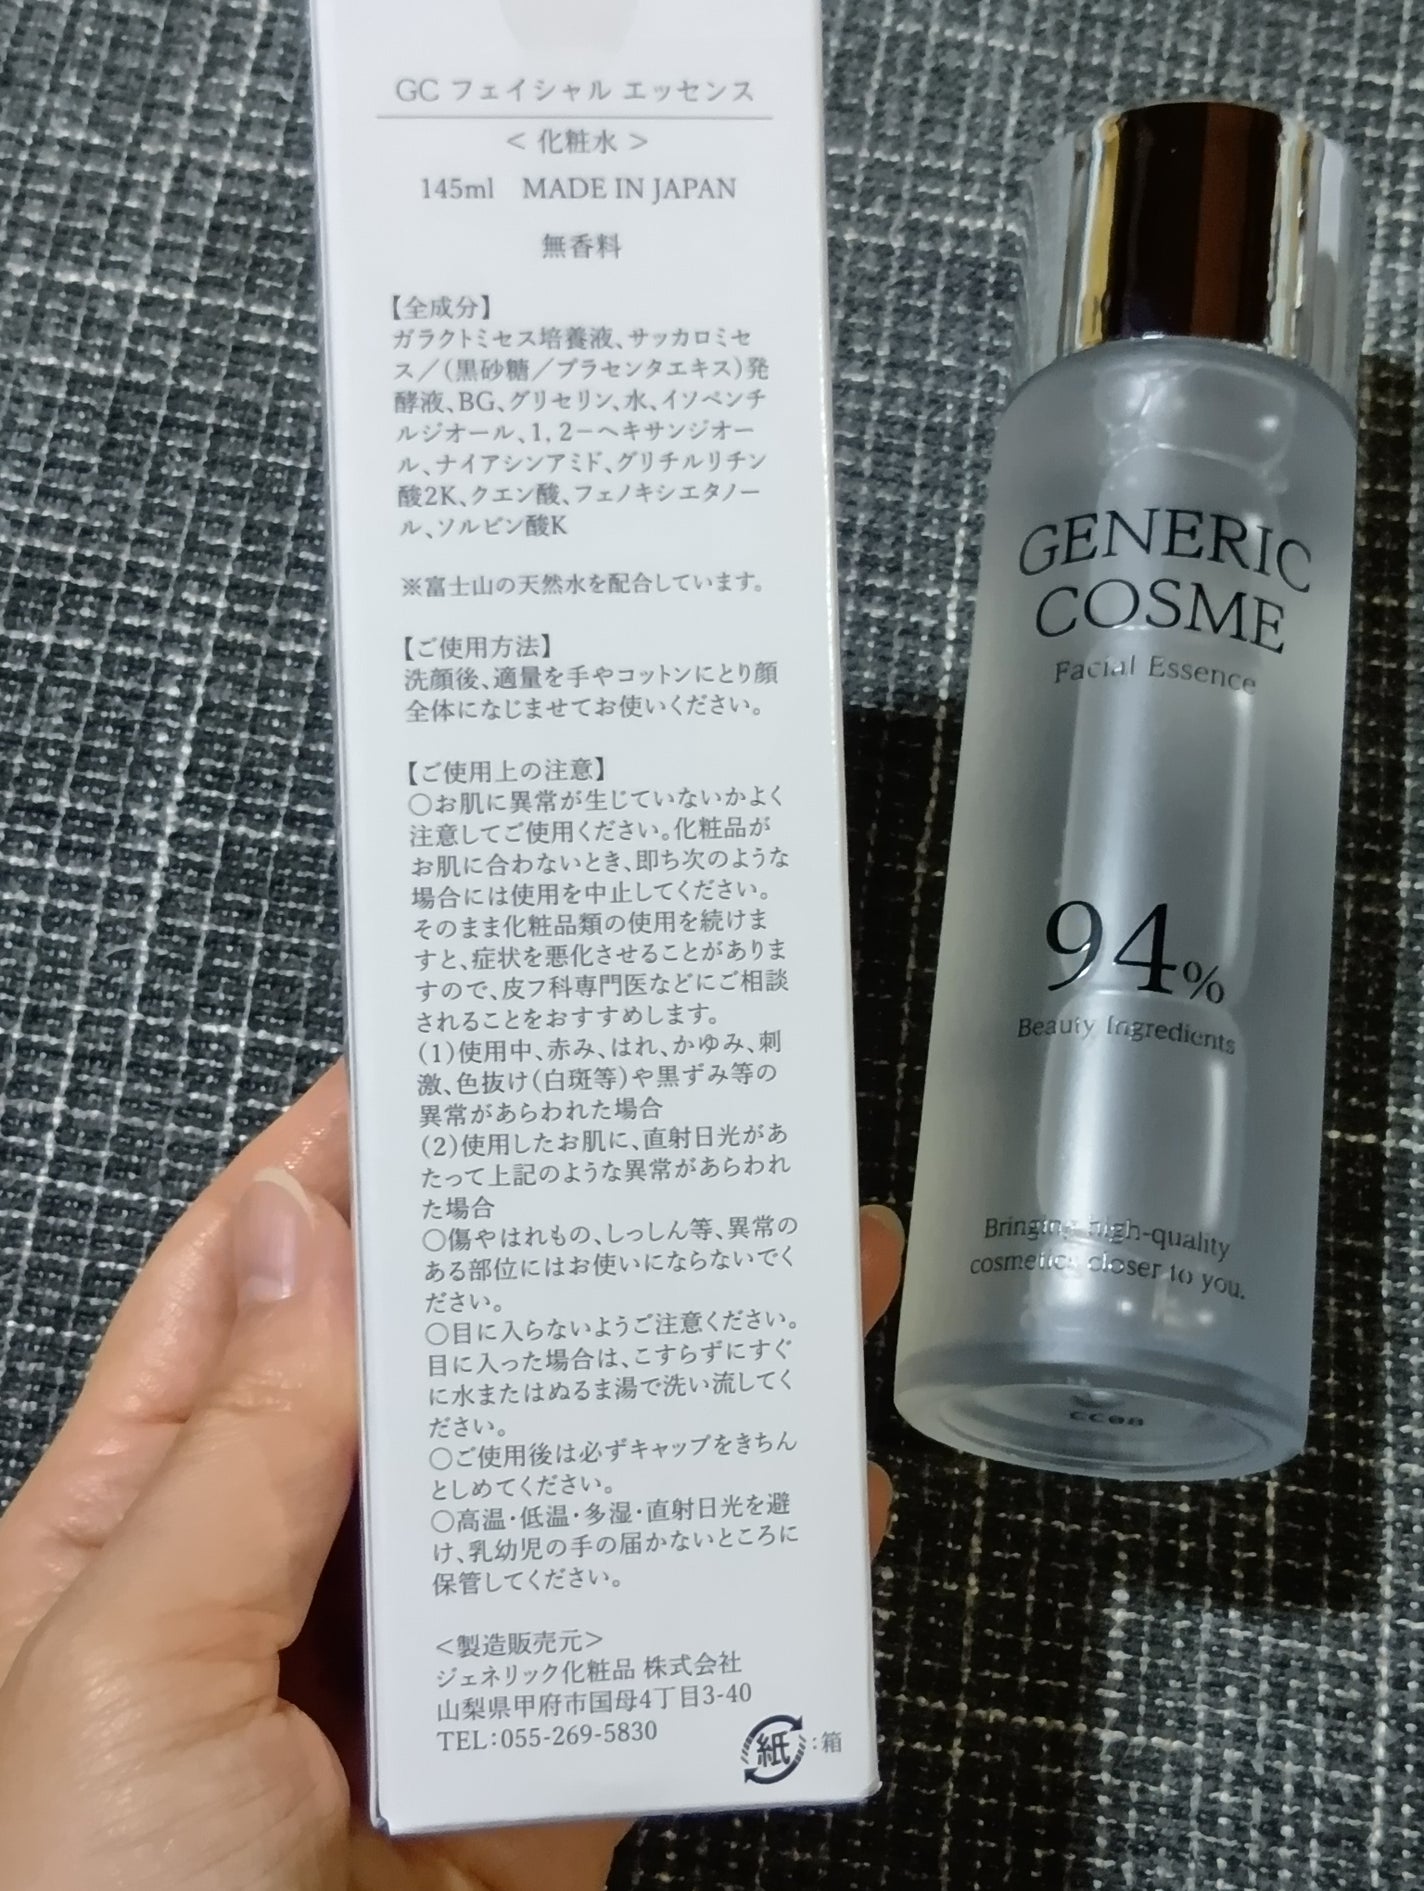 GC フェイシャル エッセンス
< 化粧水 >
145ml MADE IN JAPAN
無香料
【全成分】
ガラクトミセス培養液、サッカロミセ
ス／（黒砂糖／プラセンタエキス）発
酵液、BG、グリセリン、水、イソペンチ
ルジオール、1，2－ヘキサンジオー
ル、ナイアシンアミド、グリチルリチン
酸2K、クエン酸、フェノキシエタノー
ル、ソルビン酸K
※富士山の天然水を配合しています。
【ご使用方法】
洗顔後、適量を手やコットンにとり顔
全体になじませてお使いください。
【ご使用上の注意】
○お肌に異常が生じていないかよく
注意してご使用ください。化粧品が
お肌に合わないとき、即ち次のような
場合には使用を中止してください。
そのまま化粧品類の使用を続けま
すと、症状を悪化させることがありま
すので、皮フ科専門医などにご相談
されることをおすすめします。
(1)使用中、赤み、はれ、かゆみ、刺
激、色抜け（白斑等）や黒ずみ等の
異常があらわれた場合
(2)使用したお肌に、直射日光があ
たって上記のような異常があらわれ
た場合
○傷やはれもの、しっしん等、異常の
ある部位にはお使いにならないでく
ださい。
○目に入らないようご注意ください。
目に入った場合は、こすらずにすぐ
に水またはぬるま湯で洗い流してく
ださい。
○ご使用後は必ずキャップをきちん
としめてください。
○高温・低温・多湿・直射日光を避
け、乳幼児の手の届かないところに
保管してください。
<製造販売元>
ジェネリック化粧品 株式会社
山梨県甲府市国母4丁目3-40
TEL:055-269-5830
紙:箱
GENERIC
COSME
Facial Essence
94%
Beauty Ingredients
Bringing high-quality
cosmetics closer to you.
CC08